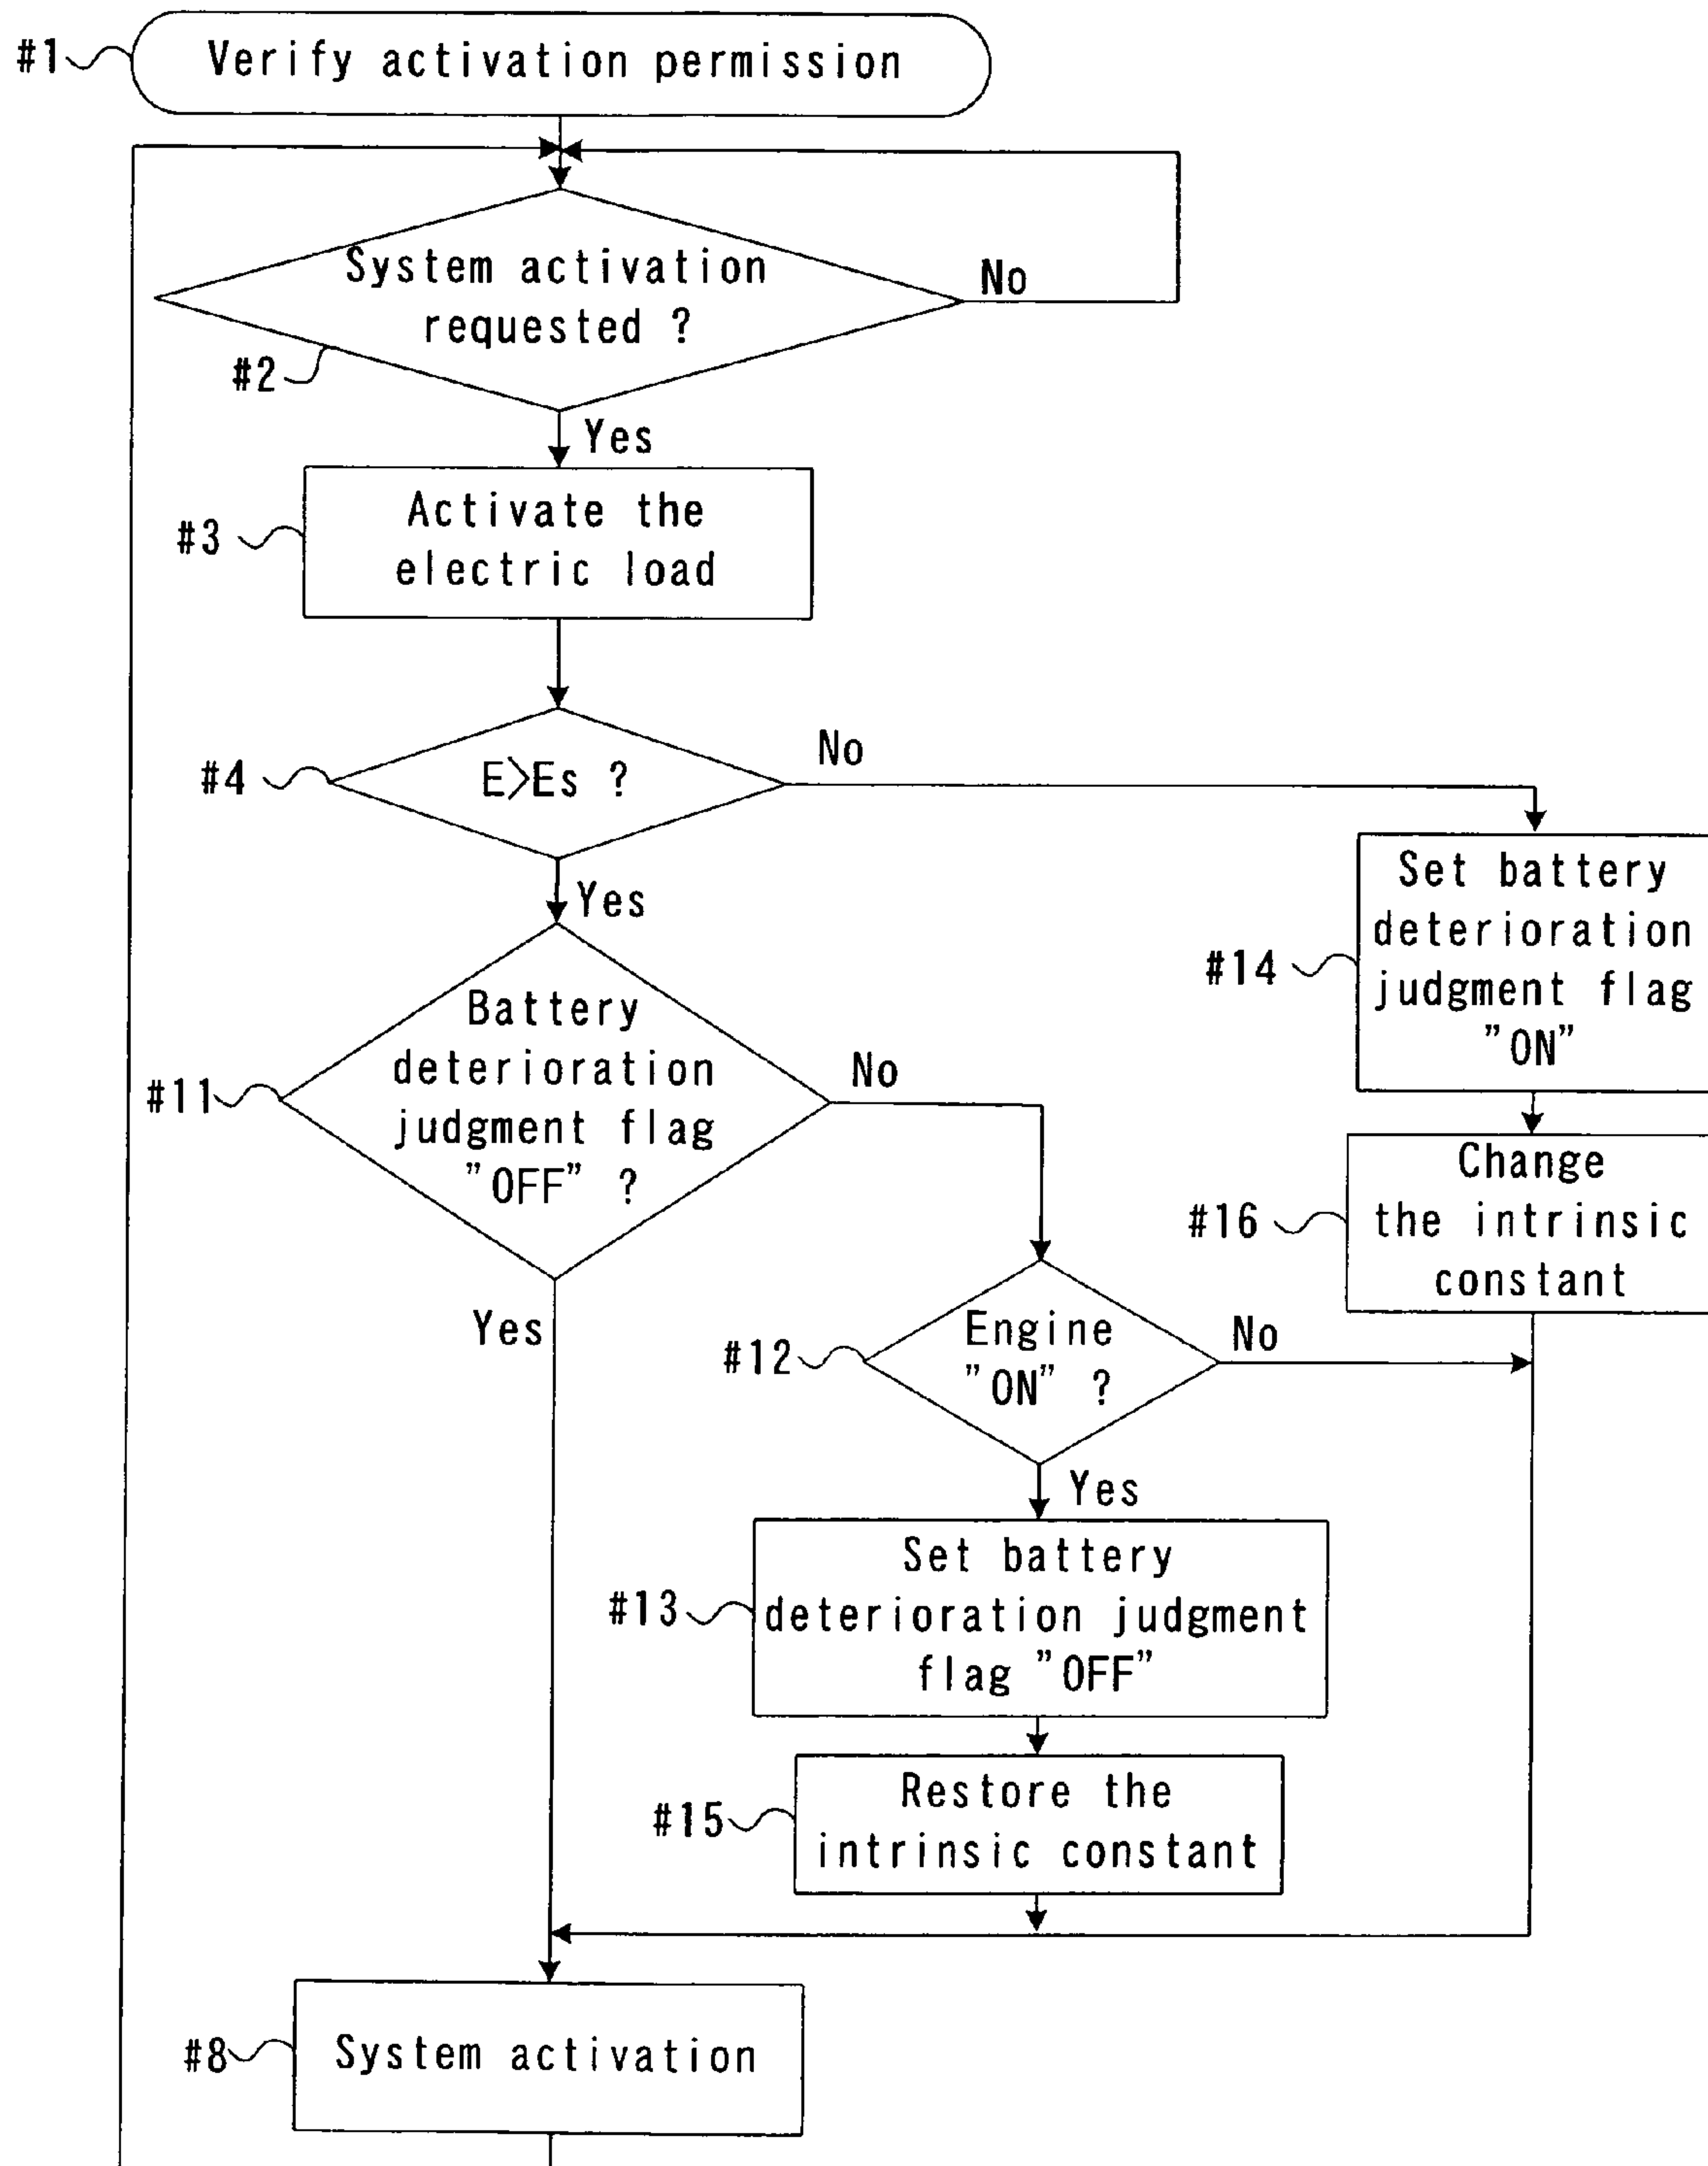 #1
Verify activation permission
System activation
requested ?
No
#2
Yes
#3
Activate the
electric load
#4
E>Es ?
No
Yes
Set battery
deterioration
judgment flag
"ON"
#14
Battery
deterioration
judgment flag
"OFF" ?
#11
No
Change
the intrinsic
constant
#16
Yes
Engine
"ON" ?
#12
No
Yes
Set battery
deterioration judgment
flag "OFF"
#13
Restore the
intrinsic constant
#15
#8
System activation